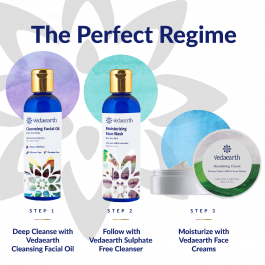 The Perfect Regime
vedaearth
Cleansing Facial Oil
vedaearth
Moisturizing
Face Wash
vedaearth
Nourishing Cream
STEP 1
STEP 2
STEP 3
Deep Cleanse with
Vedaearth
Cleansing Facial Oil
Follow with
Vedaearth Sulphate
Free Cleanser
Moisturize with
Vedaearth Face
Creams